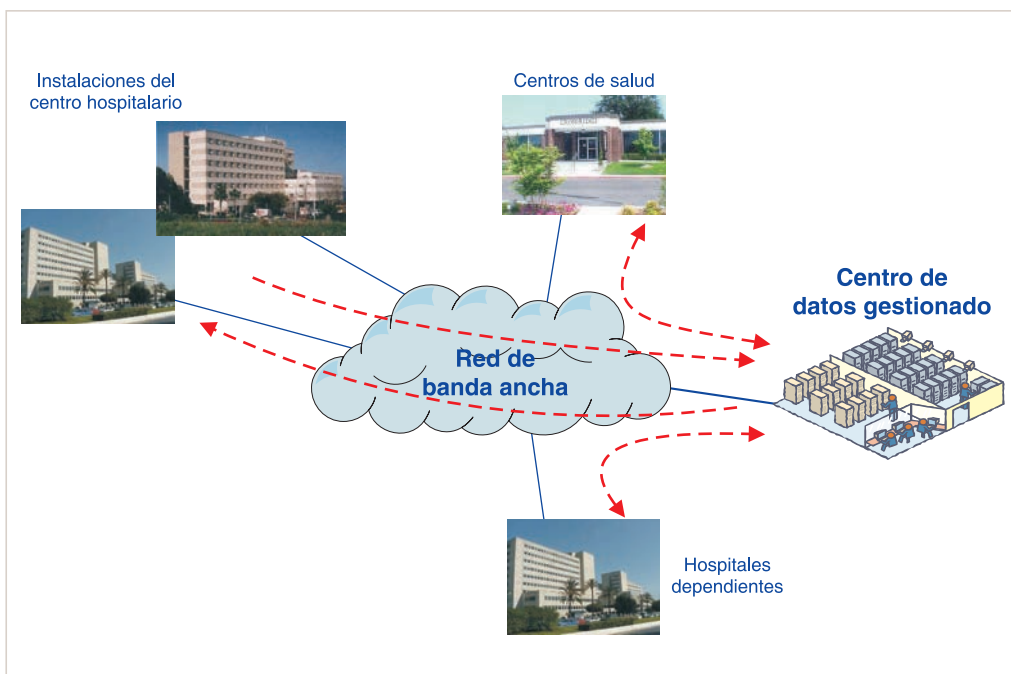 Instalaciones del
centro hospitalario
Centros de salud
Centro de
datos gestionado
Red de
banda ancha
Hospitales
dependientes